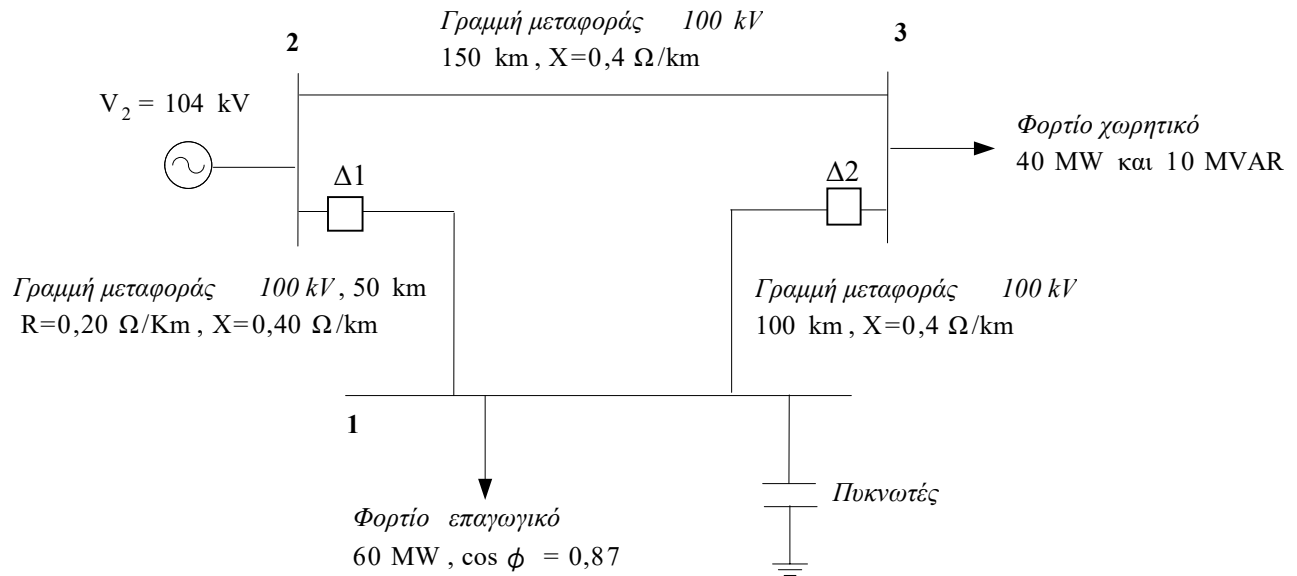 Γραμμή μεταφοράς 100 kV
150 km , X=0,4 Ω/km
2
3
V2 = 104 kV
Φορτίο χωρητικό
40 MW και 10 MVAR
Δ1
Δ2
Γραμμή μεταφοράς 100 kV , 50 km
R=0,20 Ω/Km , X=0,40 Ω/km
Γραμμή μεταφοράς 100 kV
100 km , X=0,4 Ω/km
1
Φορτίο επαγωγικό
60 MW , cos ϕ = 0,87
Πυκνωτές